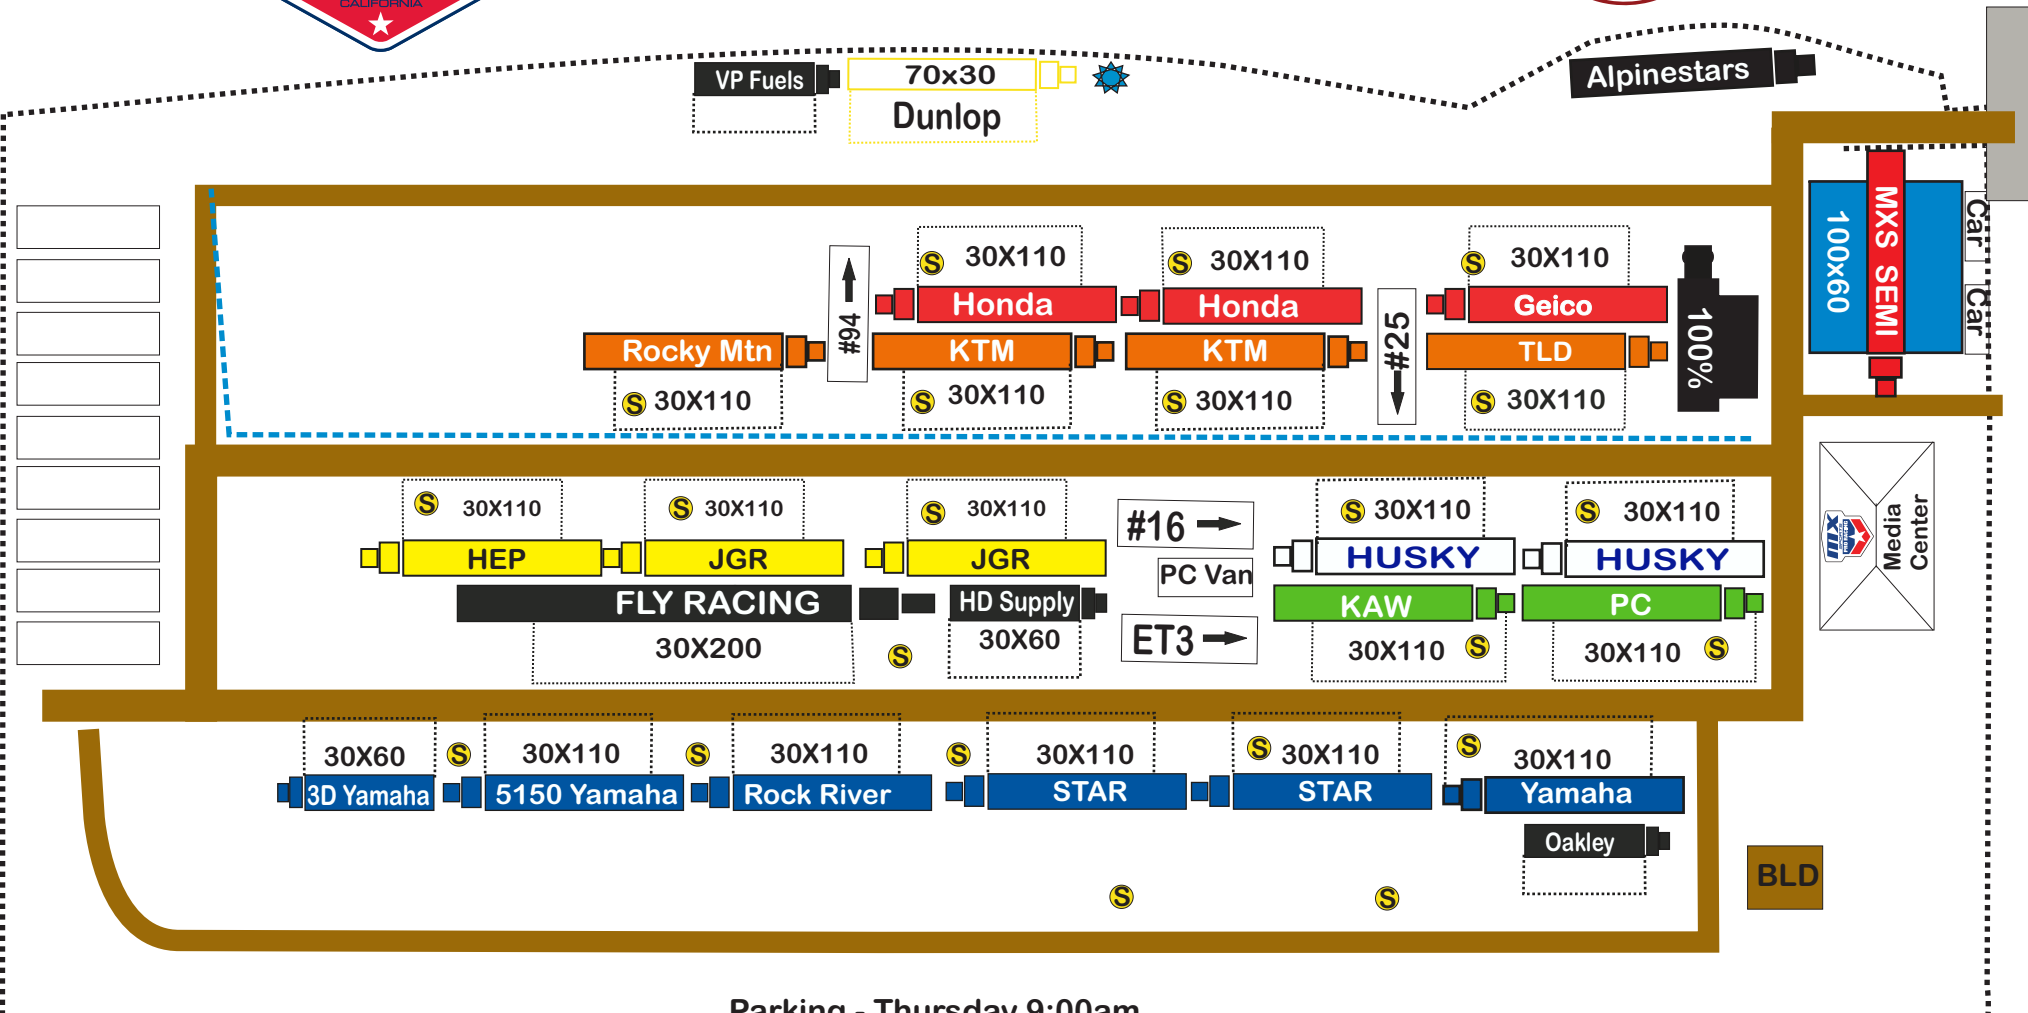 CALIFORNIA
VP Fuels
70x30
Dunlop
Alpinestars
MXS SEMI
100x60
Car
Car
S 30X110
S 30X110
S 30X110
Honda
Honda
Geico
#94
#25
100%
Rocky Mtn
KTM
KTM
TLD
S 30X110
S 30X110
S 30X110
S 30X110
S 30X110
S 30X110
S 30X110
S 30X110
S 30X110
#16
HEP
JGR
JGR
HUSKY
HUSKY
PC Van
FLY RACING
HD Supply
KAW
PC
30X200
S
30X60
ET3
30X110 S
30X110 S
MX
Media
Center
30X60
S 30X110
S 30X110
S 30X110
S 30X110
S 30X110
3D Yamaha
5150 Yamaha
Rock River
STAR
STAR
Yamaha
Oakley
BLD
S
S
Parking - Thursday 9:00am